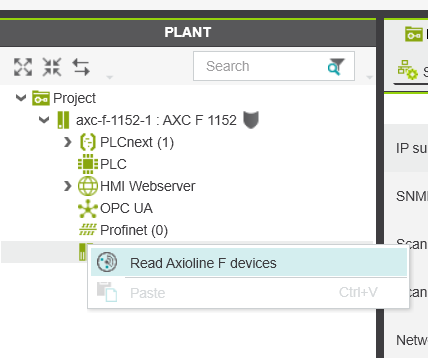 PLANT
Search
Project
axc-f-1152-1 : AXC F 1152
PLCnext (1)
PLC
HMI Webserver
OPC UA
Profinet (0)
Read Axioline F devices
Paste Ctrl+V
IP su
SNM
Scan
can
Netw